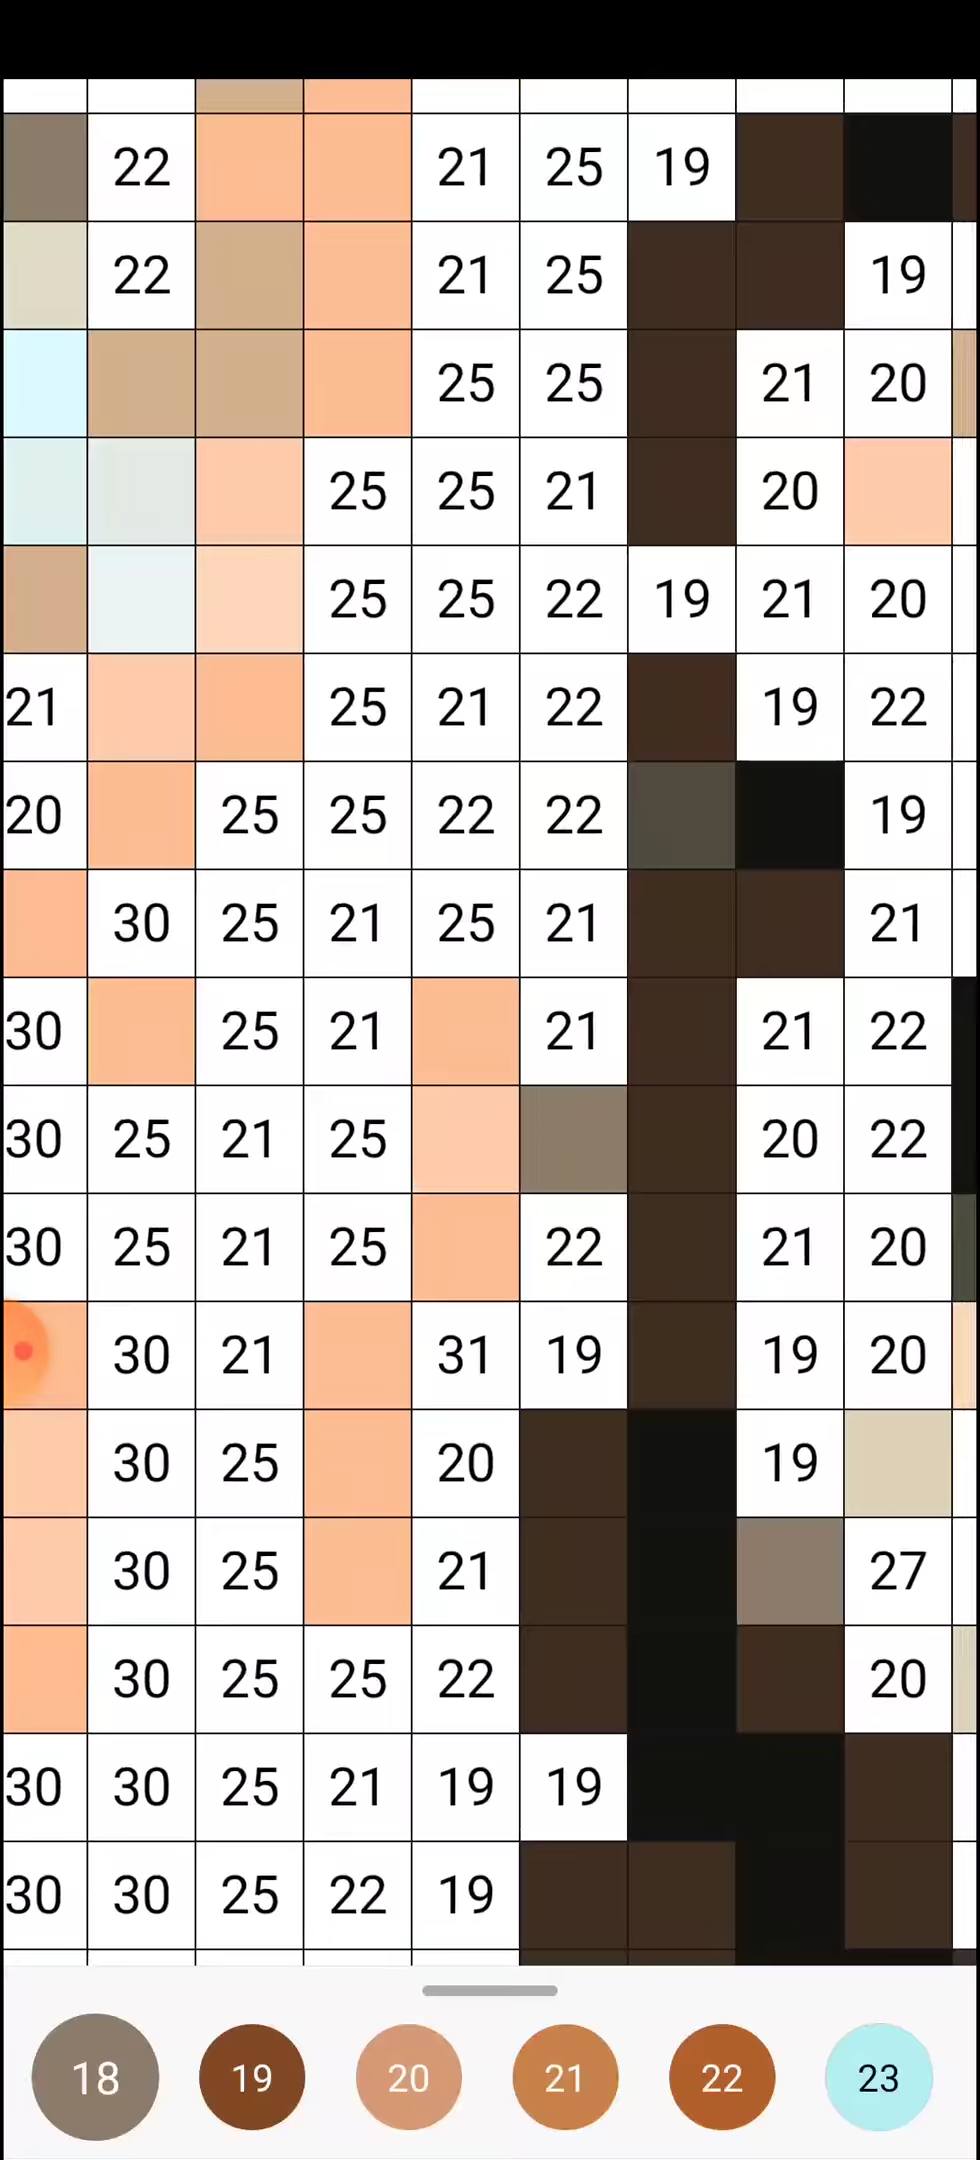 22 21 25 19
22 21 25 19
25 25 21 20
25 25 21 20
25 25 22 19 21 20
21 25 21 22 19 22
20 25 25 22 22 19
30 25 21 25 21 21
30 25 21 21 21 22
30 25 21 25 20 22
30 25 21 25 22 21 20
30 21 31 19 19 20
30 25 20 19
30 25 21 27
30 25 25 22 20
30 30 25 21 19 19
30 30 25 22 19
18 19 20 21 22 23